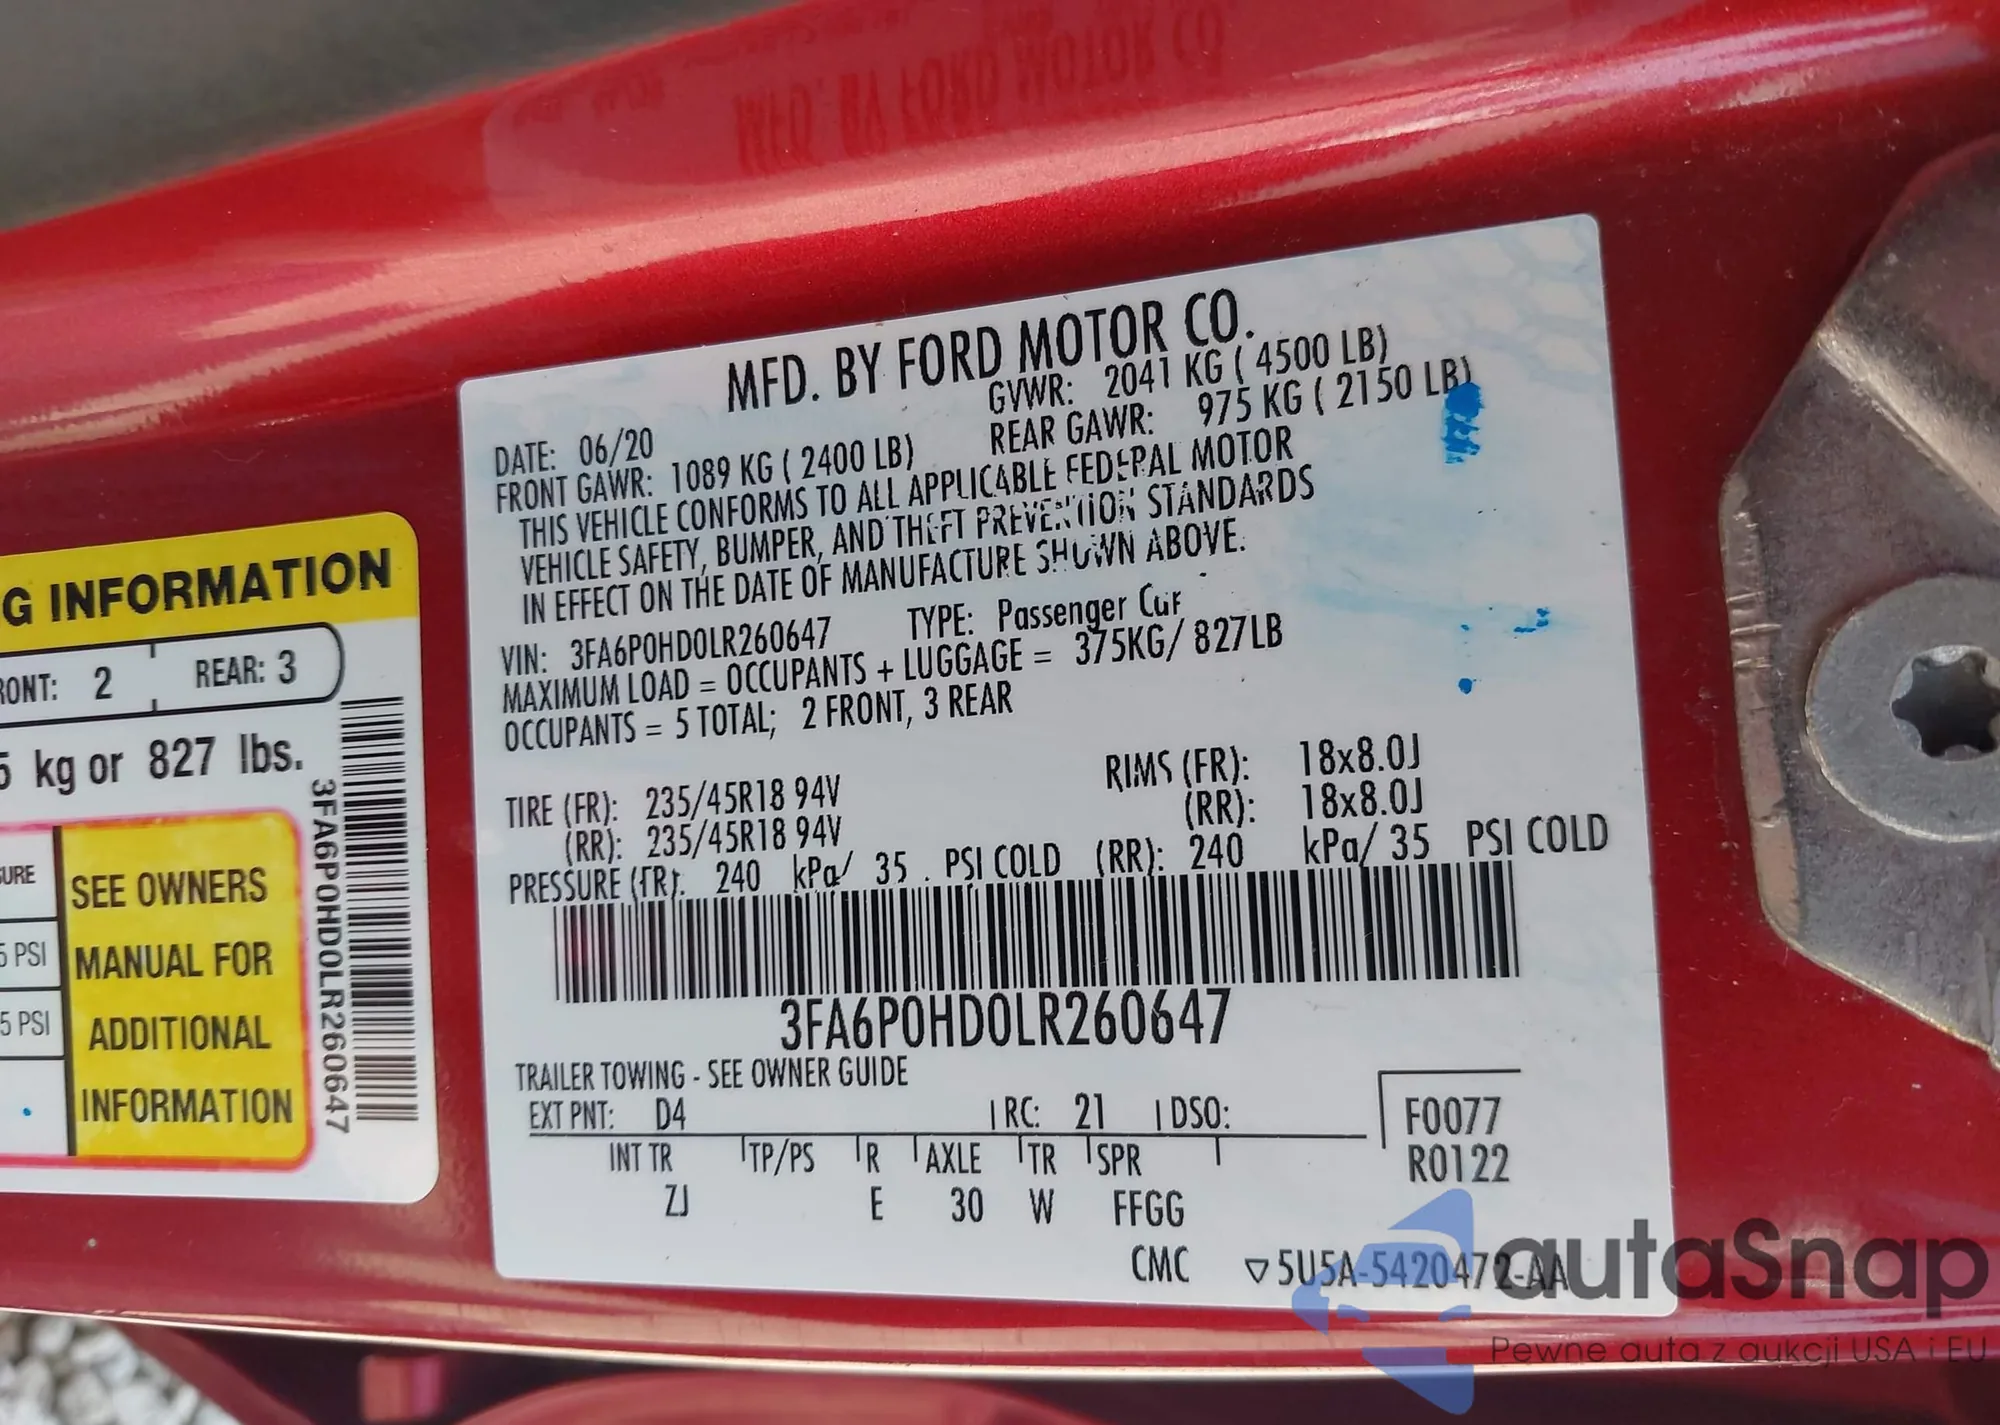 MFD. BY FORD MOTOR CO.
DATE: 06/20 GVWR: 2041 KG ( 4500 LB)
FRONT GAWR: 1089 KG ( 2400 LB) REAR GAWR: 975 KG ( 2150 LB)
THIS VEHICLE CONFORMS TO ALL APPLICABLE FEDERAL MOTOR
VEHICLE SAFETY, BUMPER, AND THEFT PREVENTION STANDARDS
IN EFFECT ON THE DATE OF MANUFACTURE SHOWN ABOVE.
VIN: 3FA6P0HD0LR260647 TYPE: Passenger Car
MAXIMUM LOAD = OCCUPANTS + LUGGAGE = 375KG/ 827LB
OCCUPANTS = 5 TOTAL; 2 FRONT, 3 REAR
TIRE (FR): 235/45R18 94V RIMS (FR): 18x8.0J
(RR): 235/45R18 94V (RR): 18x8.0J
PRESSURE (FR): 240 kPa/ 35 PSI COLD (RR): 240 kPa/ 35 PSI COLD
3FA6P0HD0LR260647
TRAILER TOWING - SEE OWNER GUIDE
EXT PNT: D4 RC: 21 DSO:
F0077
R0122
INT TR TP/PS R AXLE TR SPR
ZJ E 30 W FFGG
CMC ▽5U5A-5420472-AA
G INFORMATION
RONT: 2 REAR: 3
5 kg or 827 lbs.
3FA6P0HD0LR260647
URE
5 PSI
5 PSI
SEE OWNERS
MANUAL FOR
ADDITIONAL
INFORMATION
MFD. BY FORD MOTOR CO.
autaSnap
Pewne auta z aukcji USA i EU